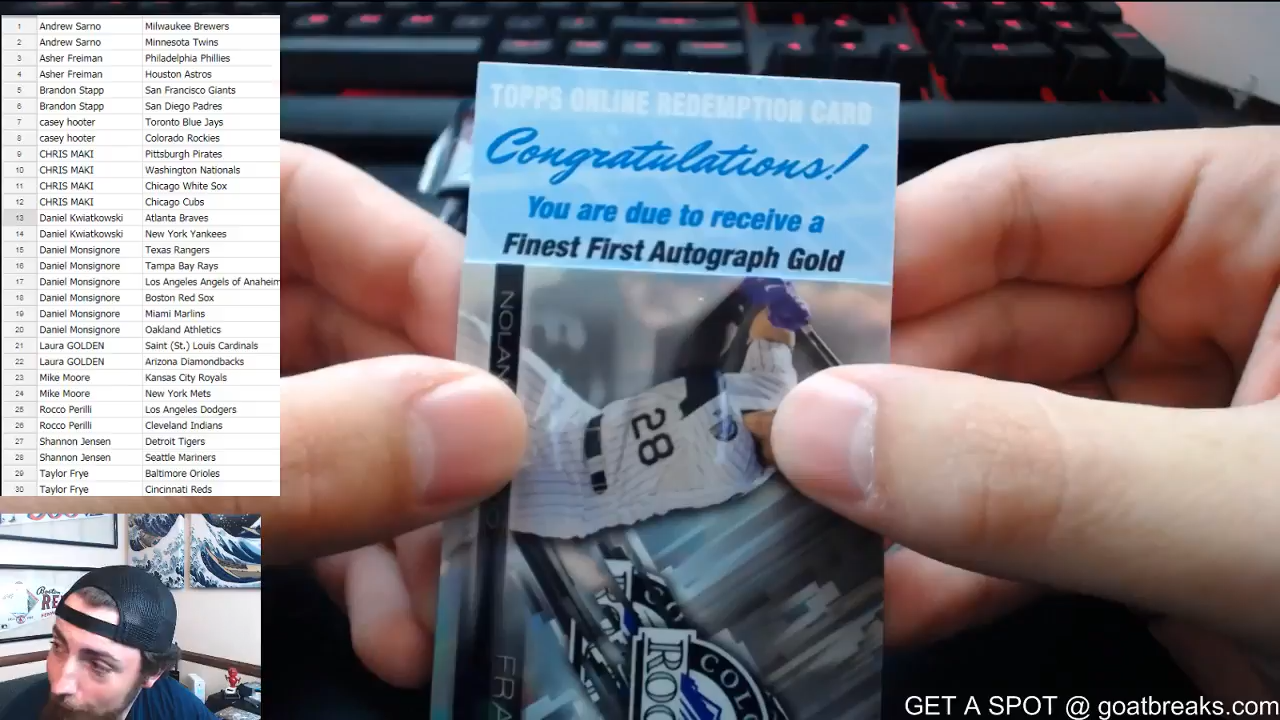 1 Andrew Sarno Milwaukee Brewers
2 Andrew Sarno Minnesota Twins
3 Asher Freiman Philadelphia Phillies
4 Asher Freiman Houston Astros
5 Brandon Stapp San Francisco Giants
6 Brandon Stapp San Diego Padres
7 casey hooter Toronto Blue Jays
8 casey hooter Colorado Rockies
9 CHRIS MAKI Pittsburgh Pirates
10 CHRIS MAKI Washington Nationals
11 CHRIS MAKI Chicago White Sox
12 CHRIS MAKI Chicago Cubs
13 Daniel Kwiatkowski Atlanta Braves
14 Daniel Kwiatkowski New York Yankees
15 Daniel Monsignore Texas Rangers
16 Daniel Monsignore Tampa Bay Rays
17 Daniel Monsignore Los Angeles Angels of Anaheim
18 Daniel Monsignore Boston Red Sox
19 Daniel Monsignore Miami Marlins
20 Daniel Monsignore Oakland Athletics
21 Laura GOLDEN Saint (St.) Louis Cardinals
22 Laura GOLDEN Arizona Diamondbacks
23 Mike Moore Kansas City Royals
24 Mike Moore New York Mets
25 Rocco Perilli Los Angeles Dodgers
26 Rocco Perilli Cleveland Indians
27 Shannon Jensen Detroit Tigers
28 Shannon Jensen Seattle Mariners
29 Taylor Frye Baltimore Orioles
30 Taylor Frye Cincinnati Reds
TOPPS ONLINE REDEMPTION CARD
Congratulations!
You are due to receive a
Finest First Autograph Gold
NOLAN
28
FRA
COLO
ROC
GET A SPOT @ goatbreaks.com